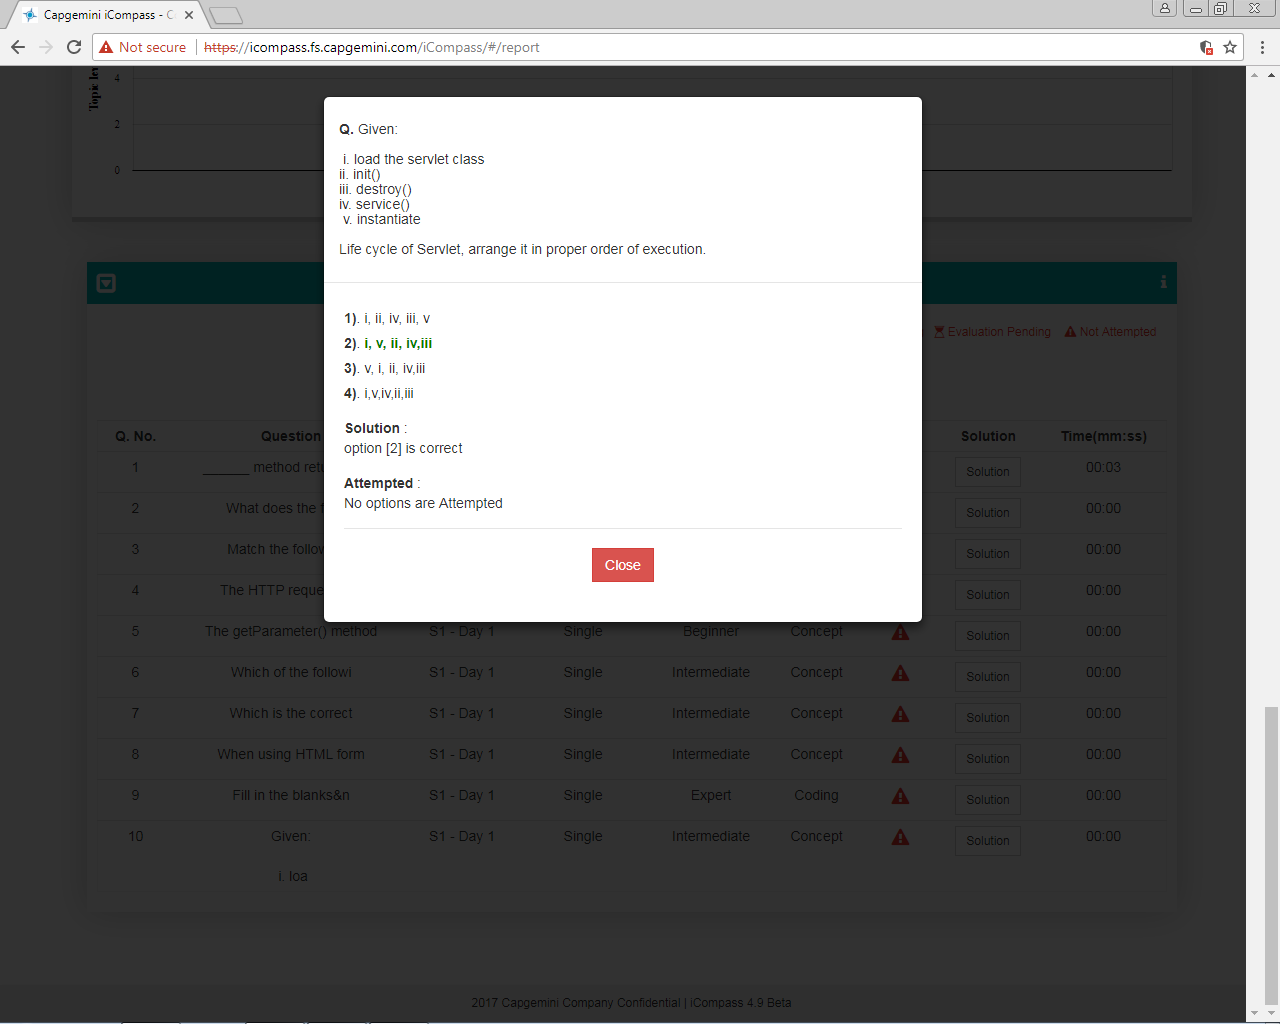 Capgemini iCompass - C
Not secure
https://icompass.fs.capgemini.com/iCompass/#/report
Topic lev
4
2
0
Q. Given:
i. load the servlet class
ii. init()
iii. destroy()
iv. service()
v. instantiate
Life cycle of Servlet, arrange it in proper order of execution.
1). i, ii, iv, iii, v
2). i, v, ii, iv,iii
3). v, i, ii, iv,iii
4). i,v,iv,ii,iii
Solution :
option [2] is correct
Attempted :
No options are Attempted
Close
Evaluation Pending Not Attempted
Q. No. Question Solution Time(mm:ss)
1 ______ method retu Solution 00:03
2 What does the f Solution 00:00
3 Match the follow Solution 00:00
4 The HTTP reque Solution 00:00
5 The getParameter() method S1 - Day 1 Single Beginner Concept Solution 00:00
6 Which of the followi S1 - Day 1 Single Intermediate Concept Solution 00:00
7 Which is the correct S1 - Day 1 Single Intermediate Concept Solution 00:00
8 When using HTML form S1 - Day 1 Single Intermediate Concept Solution 00:00
9 Fill in the blanks&n S1 - Day 1 Single Expert Coding Solution 00:00
10 Given: S1 - Day 1 Single Intermediate Concept Solution 00:00
i. loa
2017 Capgemini Company Confidential | iCompass 4.9 Beta